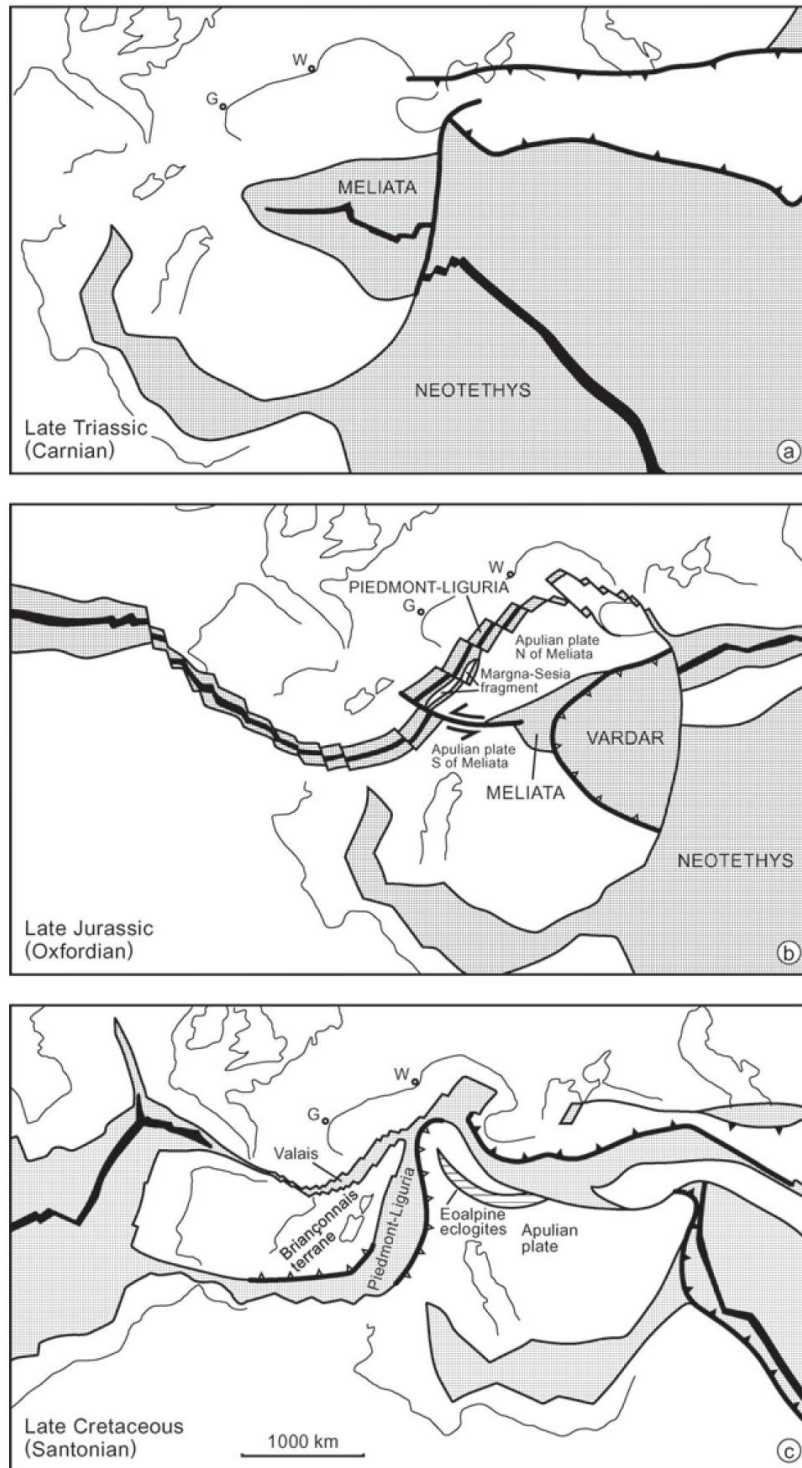 W
G
MELIATA
NEOTETHYS
Late Triassic
(Carnian)
a
W
PIEDMONT-LIGURIA
G
Apulian plate
N of Meliata
Margna-Sesia
fragment
Apulian plate
S of Meliata
VARDAR
MELIATA
NEOTETHYS
Late Jurassic
(Oxfordian)
b
W
G
Valais
Briançonnais
terrane
Piedmont-Liguria
Eoalpine
eclogites
Apulian
plate
Late Cretaceous
(Santonian)
1000 km
c